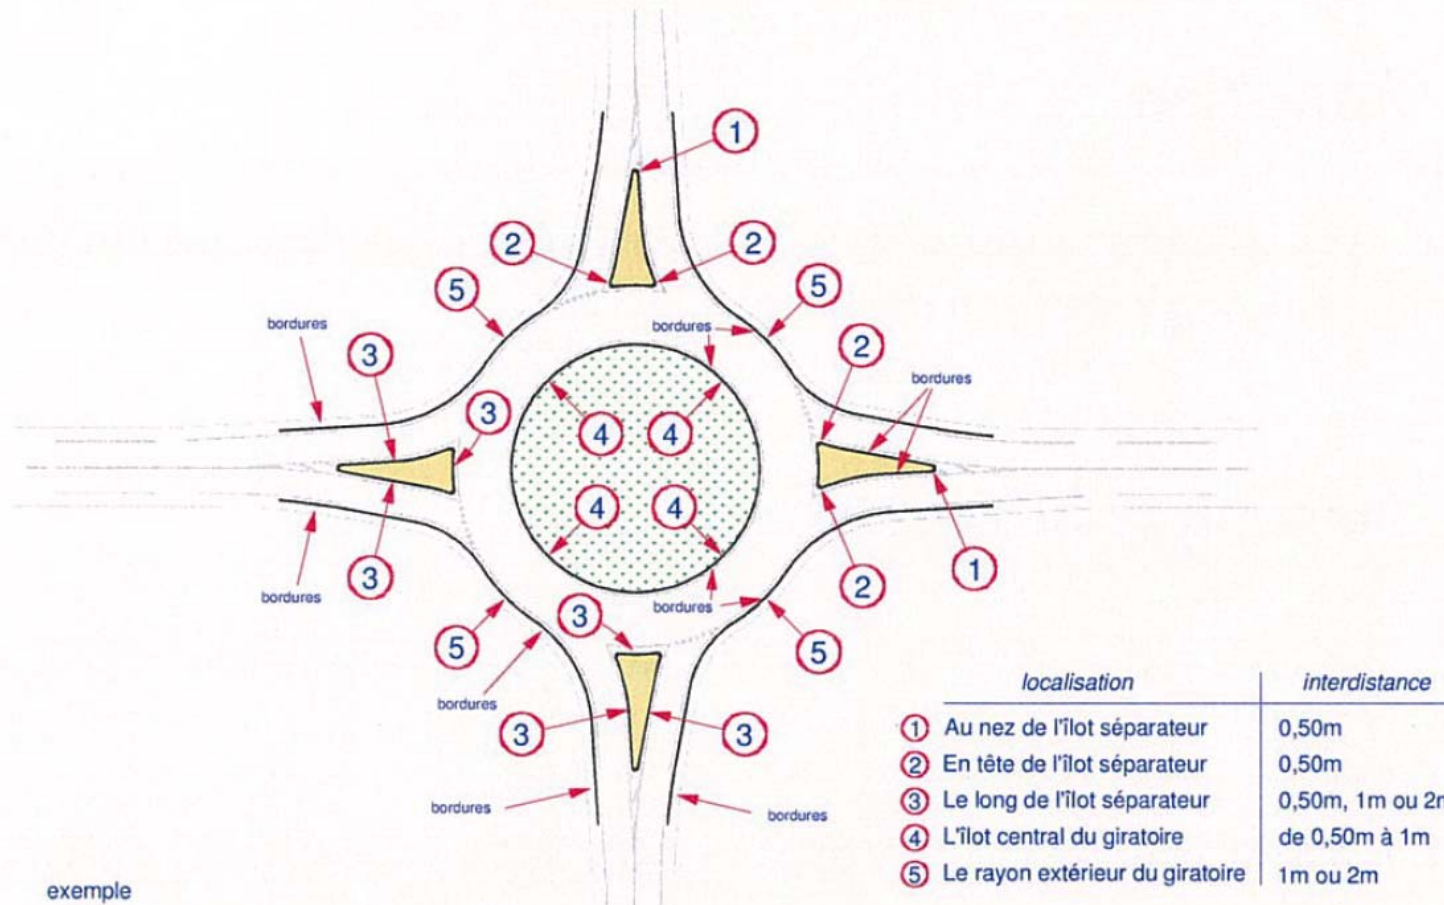 1
2
2
5
5
bordures
bordures
3
2
bordures
3
4
4
4
4
3
2
1
bordures
bordures
3
5
5
bordures
3
3
bordures
bordures
localisation interdistance
1 Au nez de l'îlot séparateur 0,50m
2 En tête de l'îlot séparateur 0,50m
3 Le long de l'îlot séparateur 0,50m, 1m ou 2m
4 L'îlot central du giratoire de 0,50m à 1m
5 Le rayon extérieur du giratoire 1m ou 2m
exemple